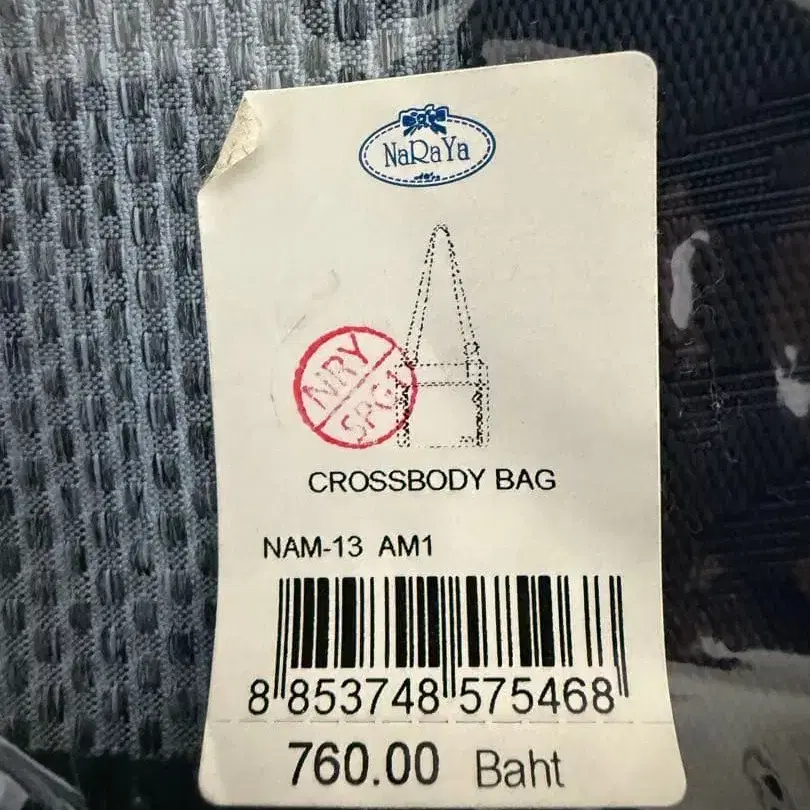 NaRaYa
NRY
SPG1
CROSSBODY BAG
NAM-13 AM1
8 853748 575468
760.00 Baht